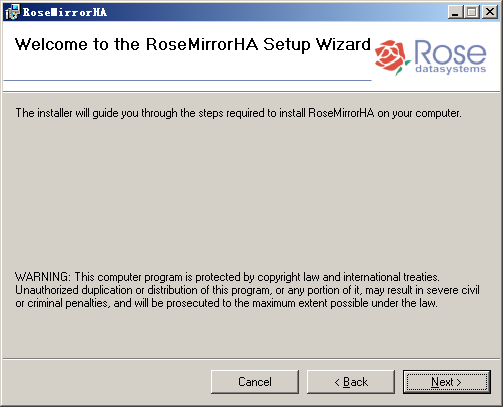 RoseMirrorHA
Welcome to the RoseMirrorHA Setup Wizard
Rose
datasystems
The installer will guide you through the steps required to install RoseMirrorHA on your computer.
WARNING: This computer program is protected by copyright law and international treaties.
Unauthorized duplication or distribution of this program, or any portion of it, may result in severe civil
or criminal penalties, and will be prosecuted to the maximum extent possible under the law.
Cancel
< Back
Next >